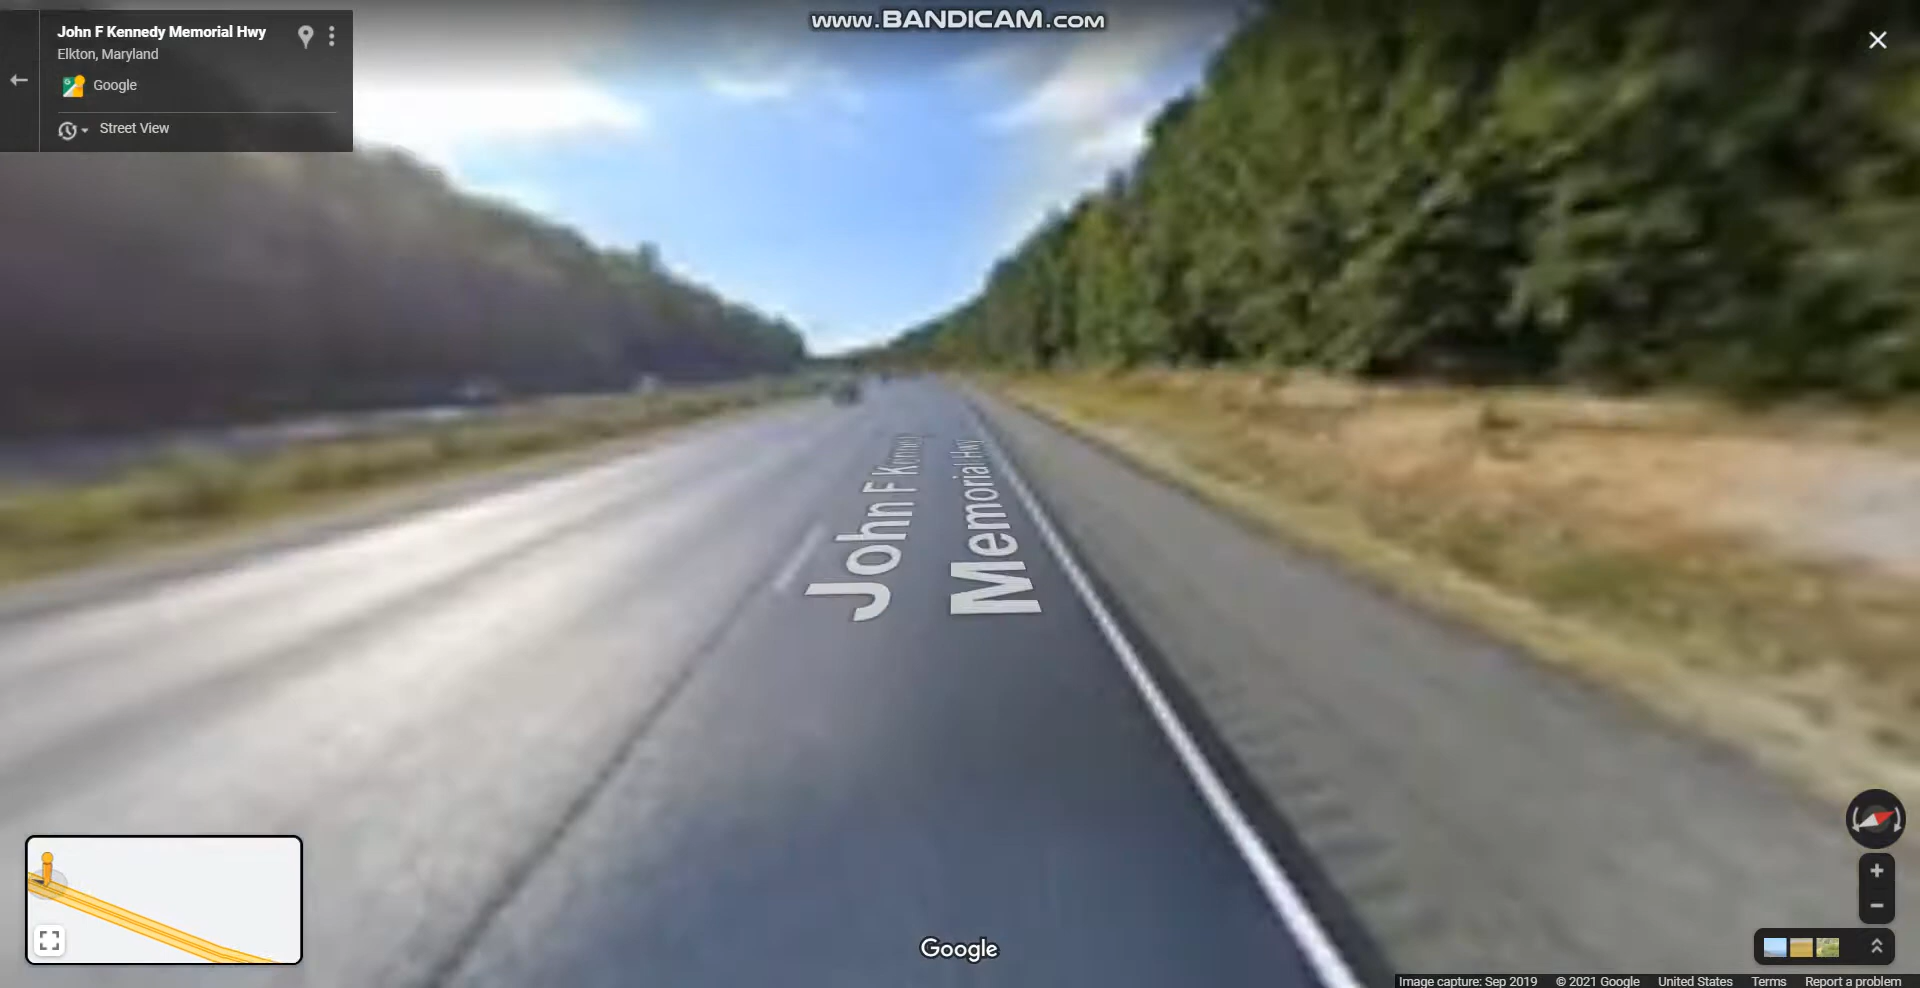 www.BANDICAM.com
John F Kennedy Memorial Hwy
Elkton, Maryland
Google
Street View
John F Kennedy
Memorial Hwy
Google
Image capture: Sep 2019 © 2021 Google United States Terms Report a problem